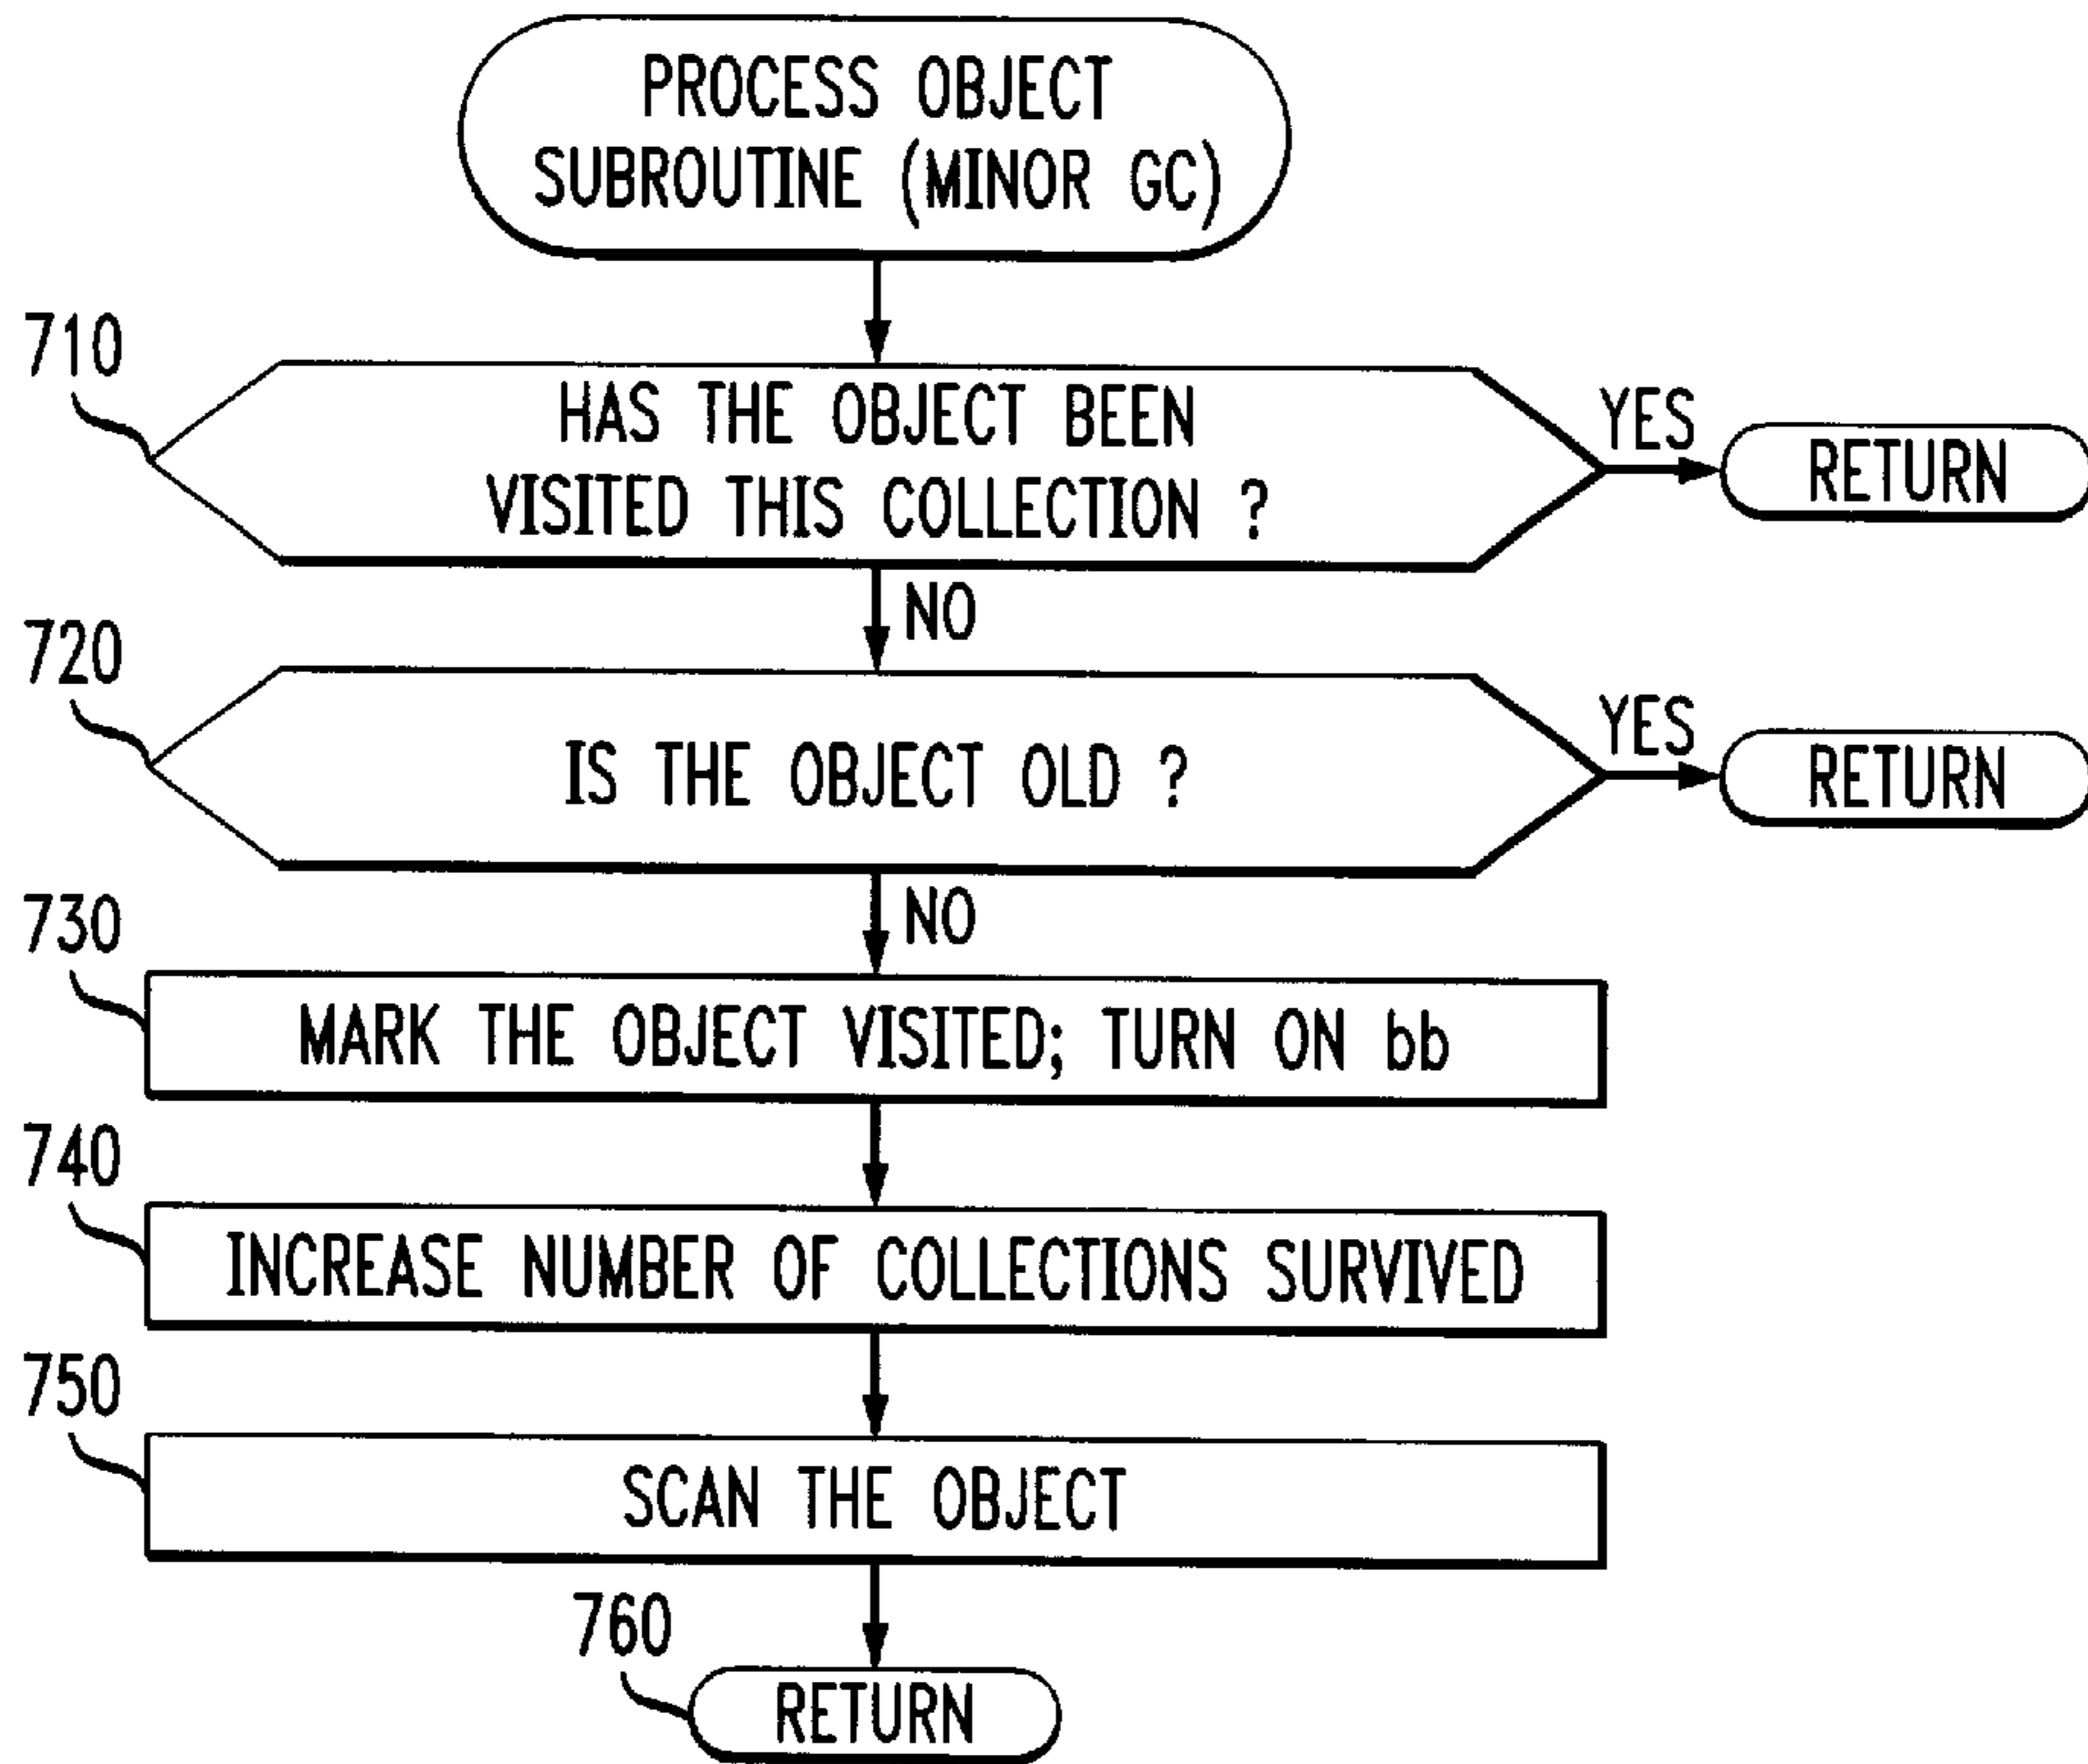 PROCESS OBJECT
SUBROUTINE (MINOR GC)
710
HAS THE OBJECT BEEN
VISITED THIS COLLECTION ?
YES
RETURN
NO
720
IS THE OBJECT OLD ?
YES
RETURN
NO
730
MARK THE OBJECT VISITED; TURN ON bb
740
INCREASE NUMBER OF COLLECTIONS SURVIVED
750
SCAN THE OBJECT
760
RETURN